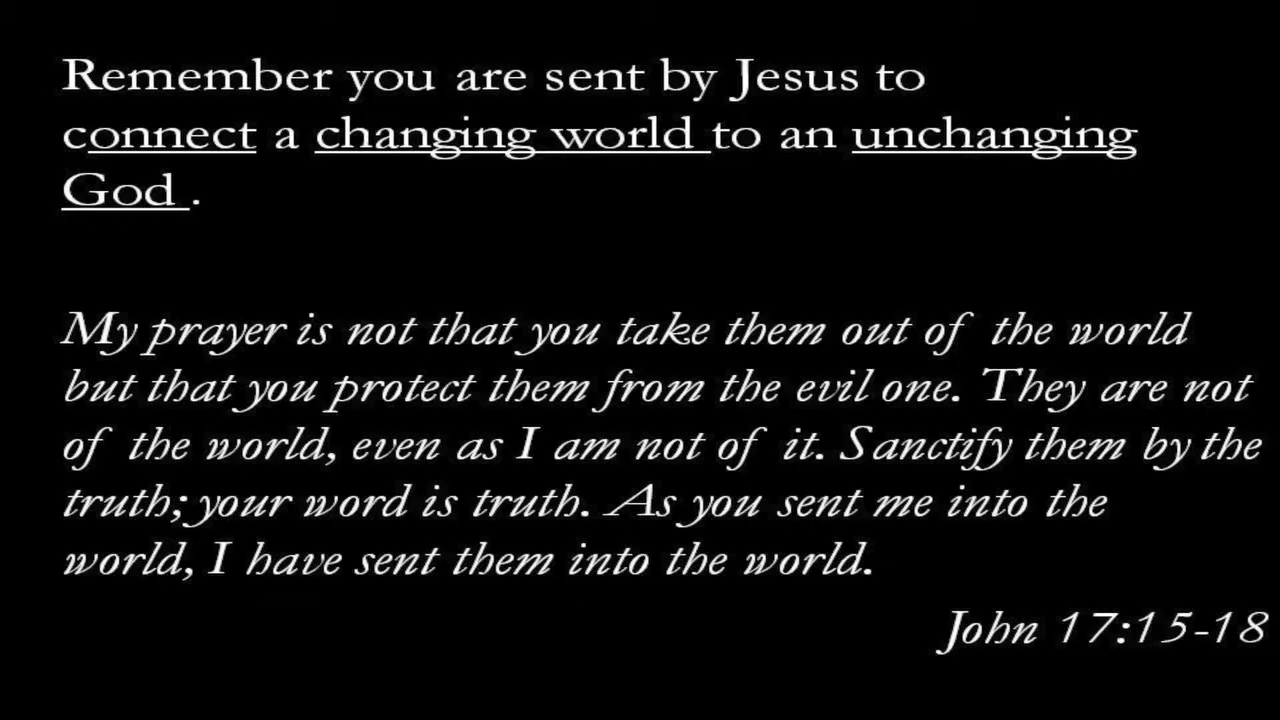 Remember you are sent by Jesus to
connect a changing world to an unchanging
God .
My prayer is not that you take them out of the world
but that you protect them from the evil one. They are not
of the world, even as I am not of it. Sanctify them by the
truth; your word is truth. As you sent me into the
world, I have sent them into the world.
John 17:15-18